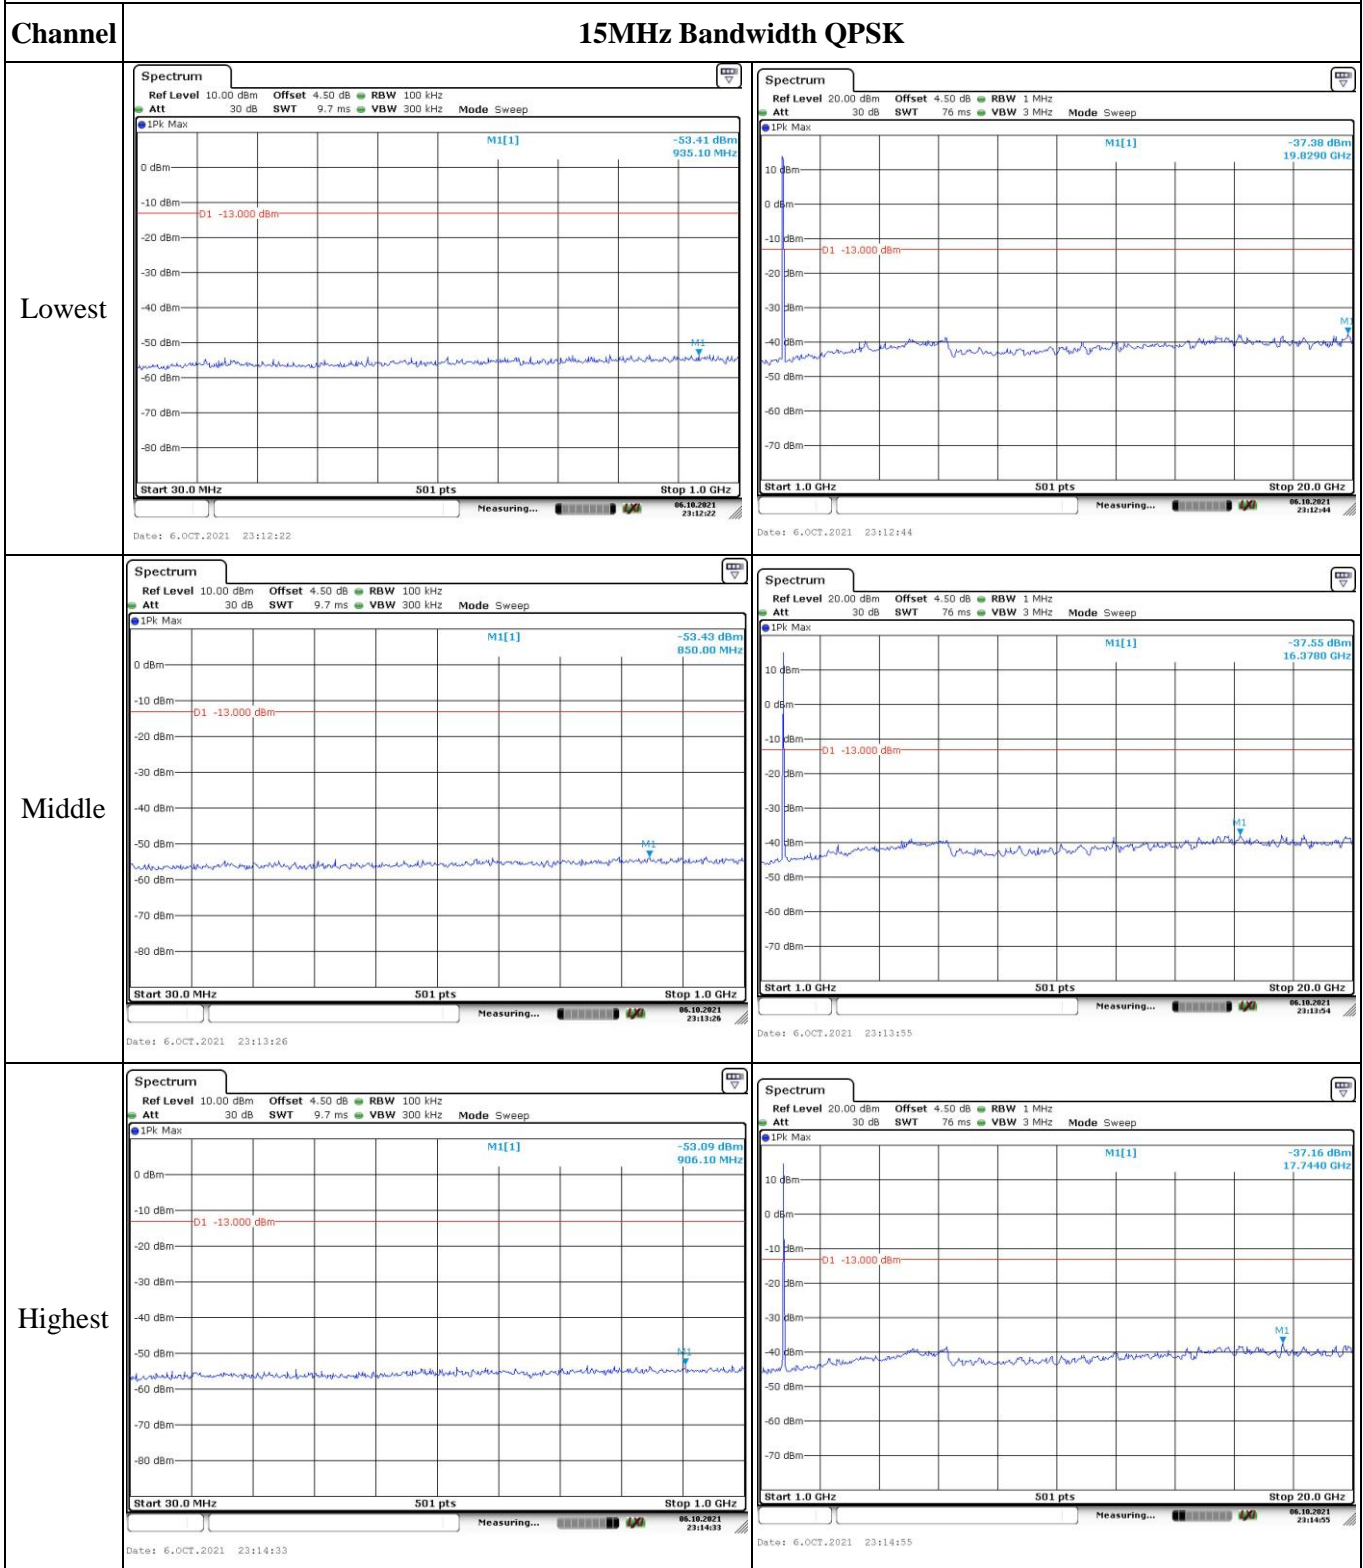 Channel 15MHz Bandwidth QPSK
Lowest
Spectrum
Ref Level 10.00 dBm Offset 4.50 dB RBW 100 kHz
Att 30 dB SWT 9.7 ms VBW 300 kHz Mode Sweep
1Pk Max
M1[1] -53.41 dBm
935.10 MHz
0 dBm
-10 dBm
D1 -13.000 dBm
-20 dBm
-30 dBm
-40 dBm
-50 dBm
M1
-60 dBm
-70 dBm
-80 dBm
Start 30.0 MHz 501 pts Stop 1.0 GHz
Measuring... LXI 06.10.2021
23:12:22
Date: 6.OCT.2021 23:12:22
Spectrum
Ref Level 20.00 dBm Offset 4.50 dB RBW 1 MHz
Att 30 dB SWT 76 ms VBW 3 MHz Mode Sweep
1Pk Max
M1[1] -37.38 dBm
19.8290 GHz
10 dBm
0 dBm
-10 dBm
D1 -13.000 dBm
-20 dBm
-30 dBm
M1
-40 dBm
-50 dBm
-60 dBm
-70 dBm
Start 1.0 GHz 501 pts Stop 20.0 GHz
Measuring... LXI 06.10.2021
23:12:44
Date: 6.OCT.2021 23:12:44
Middle
Spectrum
Ref Level 10.00 dBm Offset 4.50 dB RBW 100 kHz
Att 30 dB SWT 9.7 ms VBW 300 kHz Mode Sweep
1Pk Max
M1[1] -53.43 dBm
850.00 MHz
0 dBm
-10 dBm
D1 -13.000 dBm
-20 dBm
-30 dBm
-40 dBm
-50 dBm
M1
-60 dBm
-70 dBm
-80 dBm
Start 30.0 MHz 501 pts Stop 1.0 GHz
Measuring... LXI 06.10.2021
23:13:26
Date: 6.OCT.2021 23:13:26
Spectrum
Ref Level 20.00 dBm Offset 4.50 dB RBW 1 MHz
Att 30 dB SWT 76 ms VBW 3 MHz Mode Sweep
1Pk Max
M1[1] -37.55 dBm
16.3780 GHz
10 dBm
0 dBm
-10 dBm
D1 -13.000 dBm
-20 dBm
-30 dBm
M1
-40 dBm
-50 dBm
-60 dBm
-70 dBm
Start 1.0 GHz 501 pts Stop 20.0 GHz
Measuring... LXI 06.10.2021
23:13:54
Date: 6.OCT.2021 23:13:55
Highest
Spectrum
Ref Level 10.00 dBm Offset 4.50 dB RBW 100 kHz
Att 30 dB SWT 9.7 ms VBW 300 kHz Mode Sweep
1Pk Max
M1[1] -53.09 dBm
906.10 MHz
0 dBm
-10 dBm
D1 -13.000 dBm
-20 dBm
-30 dBm
-40 dBm
-50 dBm
M1
-60 dBm
-70 dBm
-80 dBm
Start 30.0 MHz 501 pts Stop 1.0 GHz
Measuring... LXI 06.10.2021
23:14:33
Date: 6.OCT.2021 23:14:33
Spectrum
Ref Level 20.00 dBm Offset 4.50 dB RBW 1 MHz
Att 30 dB SWT 76 ms VBW 3 MHz Mode Sweep
1Pk Max
M1[1] -37.16 dBm
17.7440 GHz
10 dBm
0 dBm
-10 dBm
D1 -13.000 dBm
-20 dBm
-30 dBm
M1
-40 dBm
-50 dBm
-60 dBm
-70 dBm
Start 1.0 GHz 501 pts Stop 20.0 GHz
Measuring... LXI 06.10.2021
23:14:55
Date: 6.OCT.2021 23:14:55